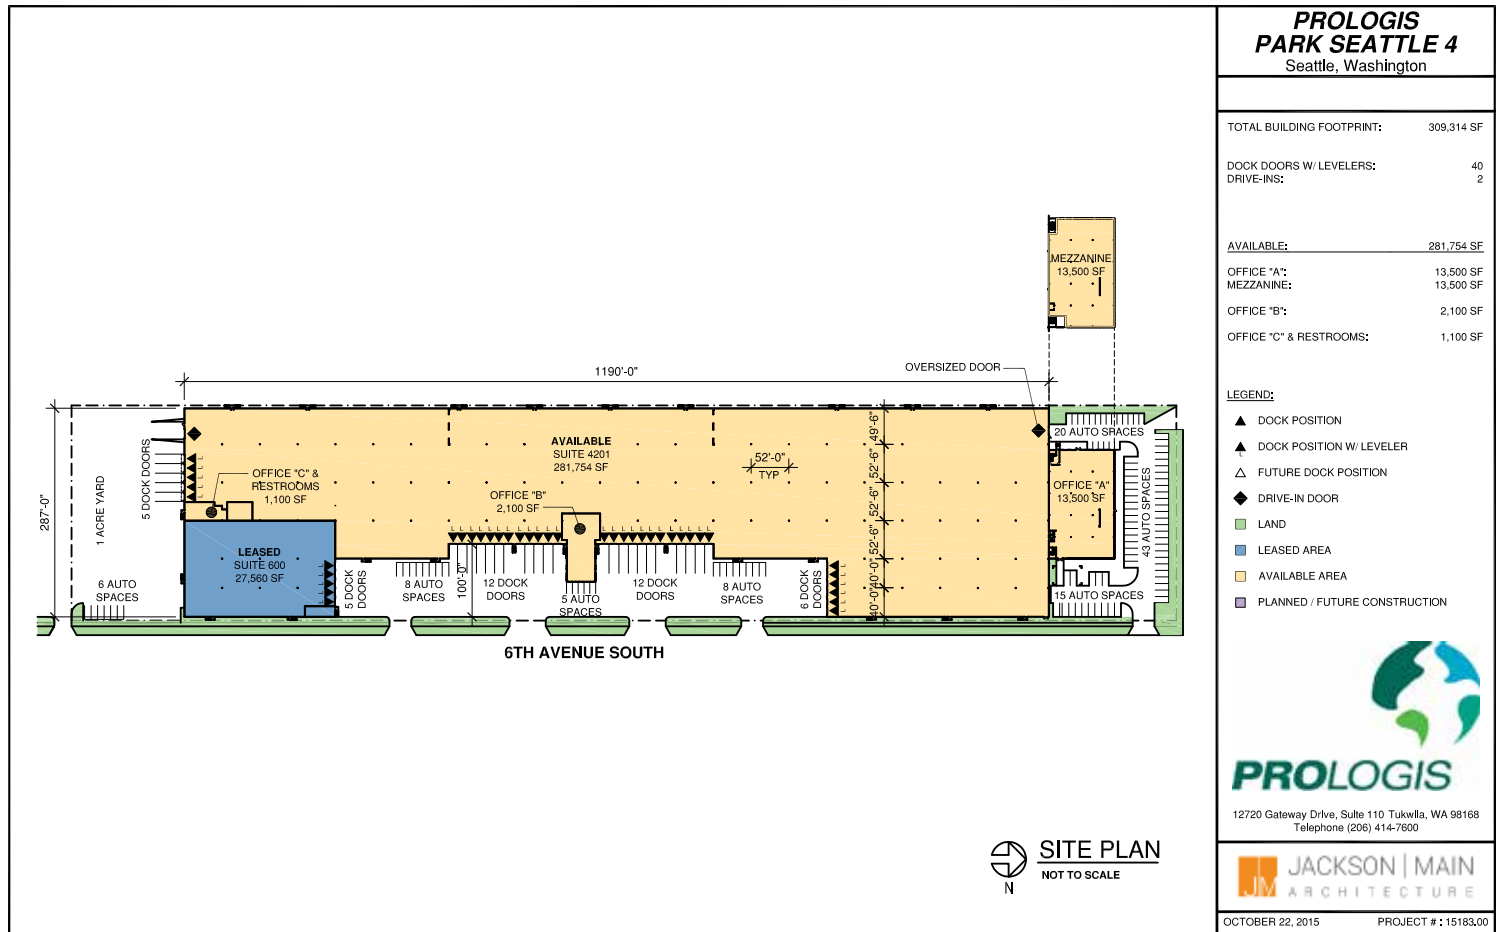 PROLOGIS
PARK SEATTLE 4
Seattle, Washington
TOTAL BUILDING FOOTPRINT: 309,314 SF
DOCK DOORS W/ LEVELERS: 40
DRIVE-INS: 2
AVAILABLE: 281,754 SF
OFFICE "A": 13,500 SF
MEZZANINE: 13,500 SF
OFFICE "B": 2,100 SF
OFFICE "C" & RESTROOMS: 1,100 SF
LEGEND:
DOCK POSITION
DOCK POSITION W/ LEVELER
FUTURE DOCK POSITION
DRIVE-IN DOOR
LAND
LEASED AREA
AVAILABLE AREA
PLANNED / FUTURE CONSTRUCTION
PROLOGIS
12720 Gateway Drive, Suite 110 Tukwila, WA 98168
Telephone (206) 414-7600
JM
JACKSON | MAIN
ARCHITECTURE
OCTOBER 22, 2015 PROJECT # : 15183.00
MEZZANINE
13,500 SF
OVERSIZED DOOR
1190'-0"
287'-0"
1 ACRE YARD
5 DOCK DOORS
OFFICE "C" &
RESTROOMS
1,100 SF
AVAILABLE
SUITE 4201
281,754 SF
OFFICE "B"
2,100 SF
52'-0"
TYP
49'-6"
52'-6"
52'-6"
52'-6"
40'-0"
40'-0"
20 AUTO SPACES
OFFICE "A"
13,500 SF
43 AUTO SPACES
15 AUTO SPACES
LEASED
SUITE 600
27,560 SF
6 AUTO
SPACES
5 DOCK
DOORS
8 AUTO
SPACES
100'-0"
12 DOCK
DOORS
5 AUTO
SPACES
12 DOCK
DOORS
8 AUTO
SPACES
6 DOCK
DOORS
6TH AVENUE SOUTH
N
SITE PLAN
NOT TO SCALE